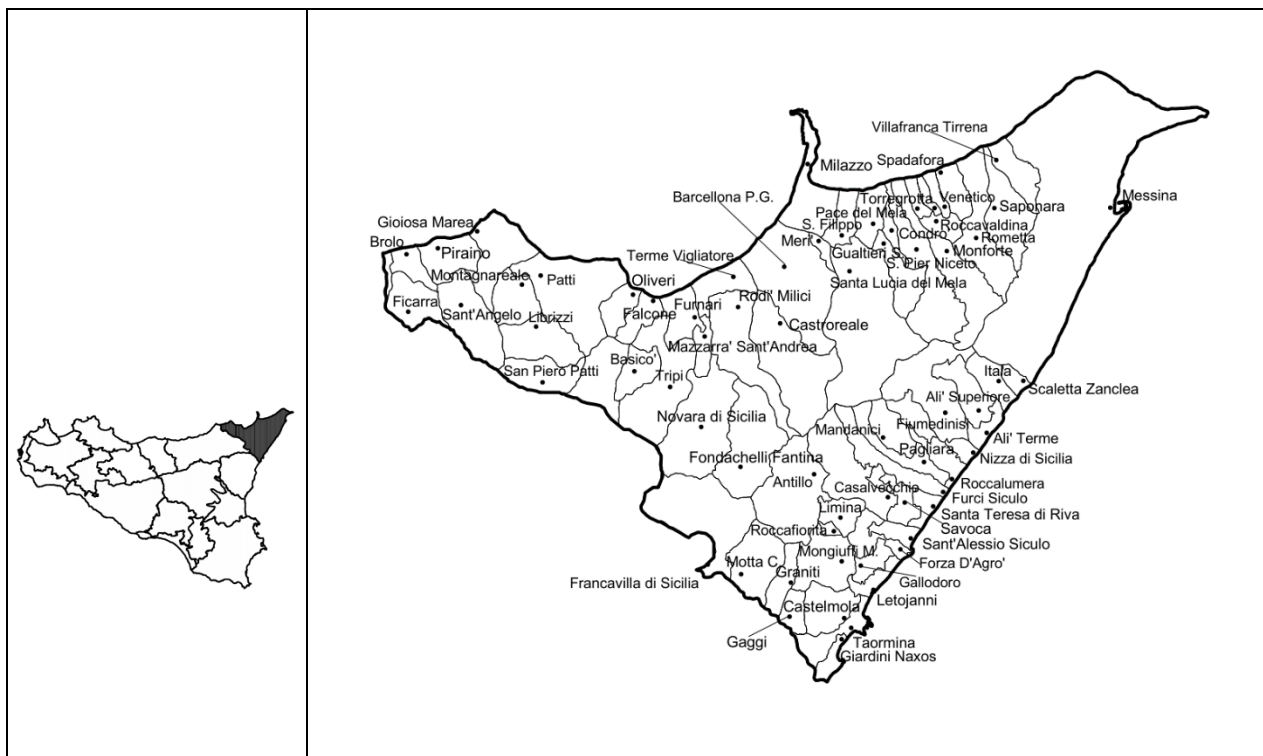 Villafranca Tirrena
Spadafora
Milazzo
Barcellona P.G.
Torregrotta
Venetico
Saponara
Messina
Pace del Mela
Gioiosa Marea
S. Filippo
Roccavaldina
Brolo
Meri'
Condro
Rometta
Piraino
Terme Vigliatore
Gualtieri S.
Monforte
S. Pier Niceto
Montagnareale
Patti
Oliveri
Santa Lucia del Mela
Ficarra
Rodi' Milici
Sant'Angelo
Falcone
Furnari
Librizzi
Castroreale
Mazzarra' Sant'Andrea
Basico'
San Piero Patti
Tripi
Itala
Scaletta Zanclea
Ali' Superiore
Novara di Sicilia
Mandanici
Fiumedinisi
Ali' Terme
Pagliara
Fondachelli Fantina
Nizza di Sicilia
Antillo
Casalvecchio
Roccalumera
Furci Siculo
Limina
Santa Teresa di Riva
Roccafiorita
Savoca
Sant'Alessio Siculo
Mongiuffi M.
Motta C.
Forza D'Agro'
Graniti
Francavilla di Sicilia
Gallodoro
Letojanni
Castelmola
Gaggi
Taormina
Giardini Naxos